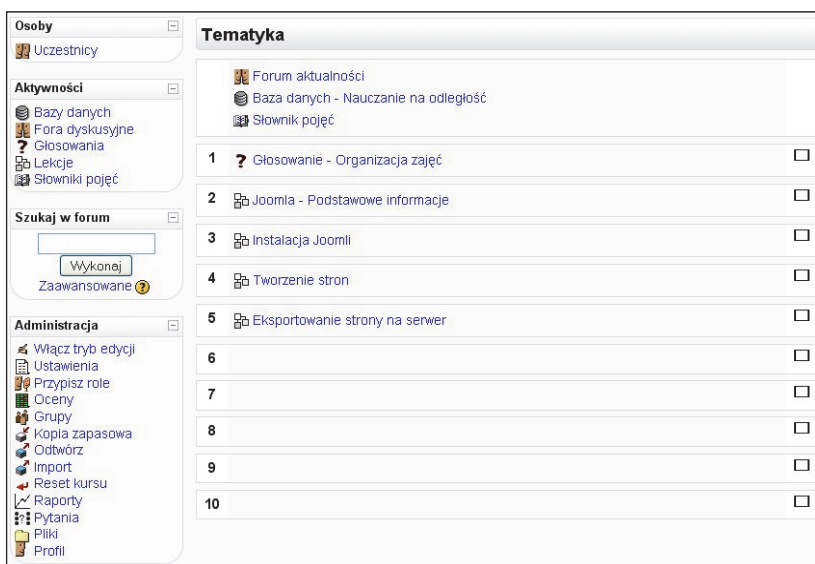 Osoby
Uczestnicy
Aktywności
Bazy danych
Fora dyskusyjne
Głosowania
Lekcje
Słowniki pojęć
Szukaj w forum
Wykonaj
Zaawansowane ?
Administracja
Włącz tryb edycji
Ustawienia
Przypisz role
Oceny
Grupy
Kopia zapasowa
Odtwórz
Import
Reset kursu
Raporty
Pytania
Pliki
Profil
Tematyka
Forum aktualności
Baza danych - Nauczanie na odległość
Słownik pojęć
1 ? Głosowanie - Organizacja zajęć
2 Joomla - Podstawowe informacje
3 Instalacja Joomli
4 Tworzenie stron
5 Eksportowanie strony na serwer
6
7
8
9
10